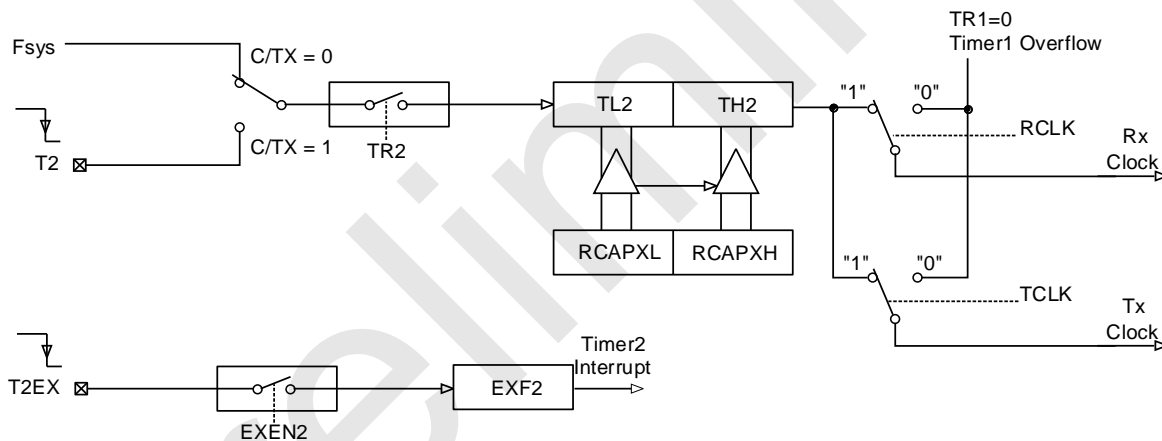 TR1=0
Timer1 Overflow
Fsys
C/TX = 0
TL2
TH2
"1"
"0"
RCLK
Rx
Clock
T2
C/TX = 1
TR2
RCAPXL
RCAPXH
"1"
"0"
TCLK
Tx
Clock
Timer2
Interrupt
T2EX
EXF2
EXEN2
relimi